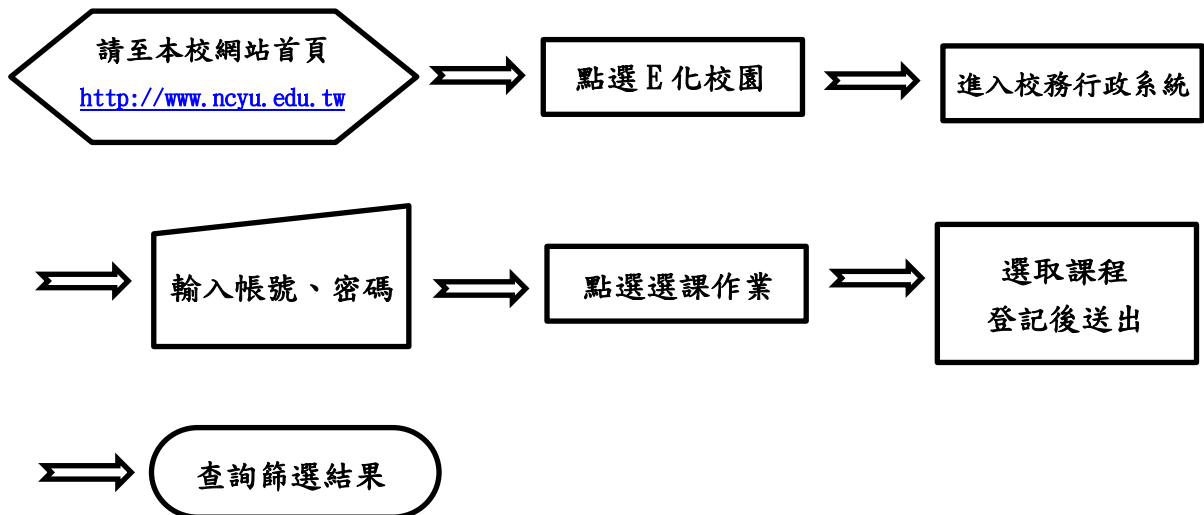 請至本校網站首頁
http://www.ncyu.edu.tw
點選E化校園
進入校務行政系統
輸入帳號、密碼
點選選課作業
選取課程
登記後送出
查詢篩選結果